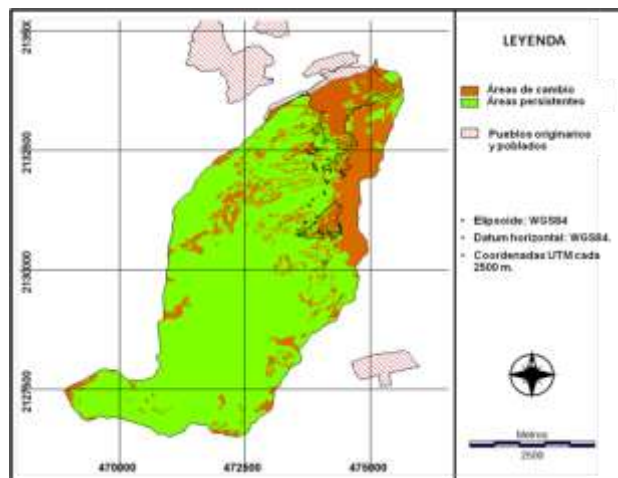 LEYENDA
Áreas de cambio
Áreas persistentes
Pueblos originarios
y poblados
• Elipsoide: WGS84
• Datum horizontal: WGS84.
• Coordenadas UTM cada
2500 m.
Metros
2500
2135000
2132500
2130000
2127500
470000
472500
475000